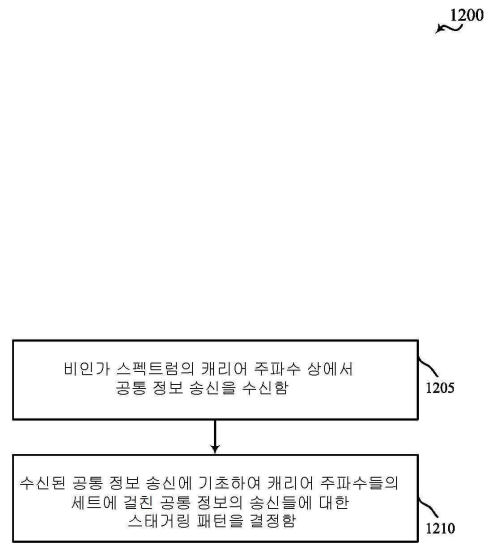 1200
비인가 스펙트럼의 캐리어 주파수 상에서
공통 정보 송신을 수신함
1205
수신된 공통 정보 송신에 기초하여 캐리어 주파수들의
세트에 걸친 공통 정보의 송신들에 대한
스태거링 패턴을 결정함
1210